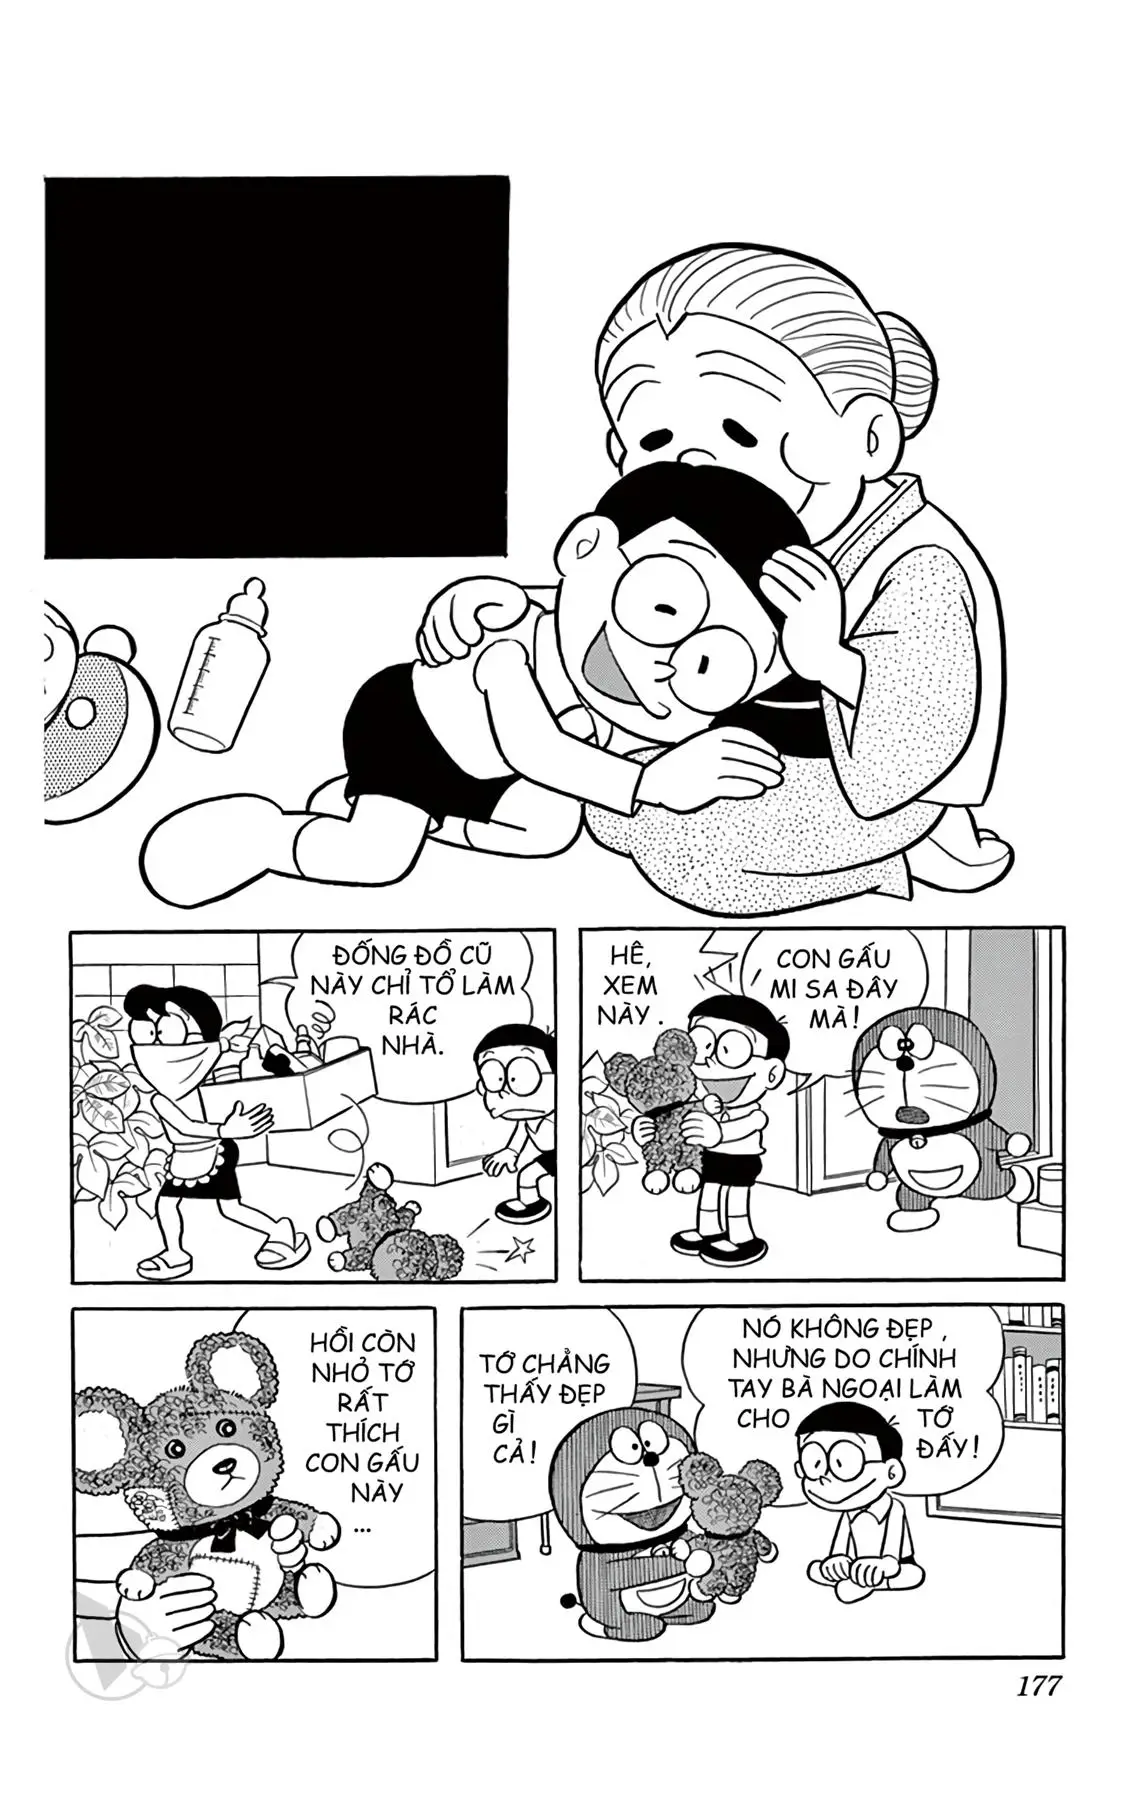 ĐỐNG ĐỒ CŨ
NÀY CHỈ TỔ LÀM
RÁC
NHÀ.
HÊ,
XEM
NÀY.
CON GẤU
MI SA ĐÂY
MÀ!
HỒI CÒN
NHỎ TỚ
RẤT
THÍCH
CON GẤU
NÀY
...
TỚ CHẲNG
THẤY ĐẸP
GÌ
CẢ!
NÓ KHÔNG ĐẸP,
NHƯNG DO CHÍNH
TAY BÀ NGOẠI LÀM
CHO TỚ
ĐẤY!
177